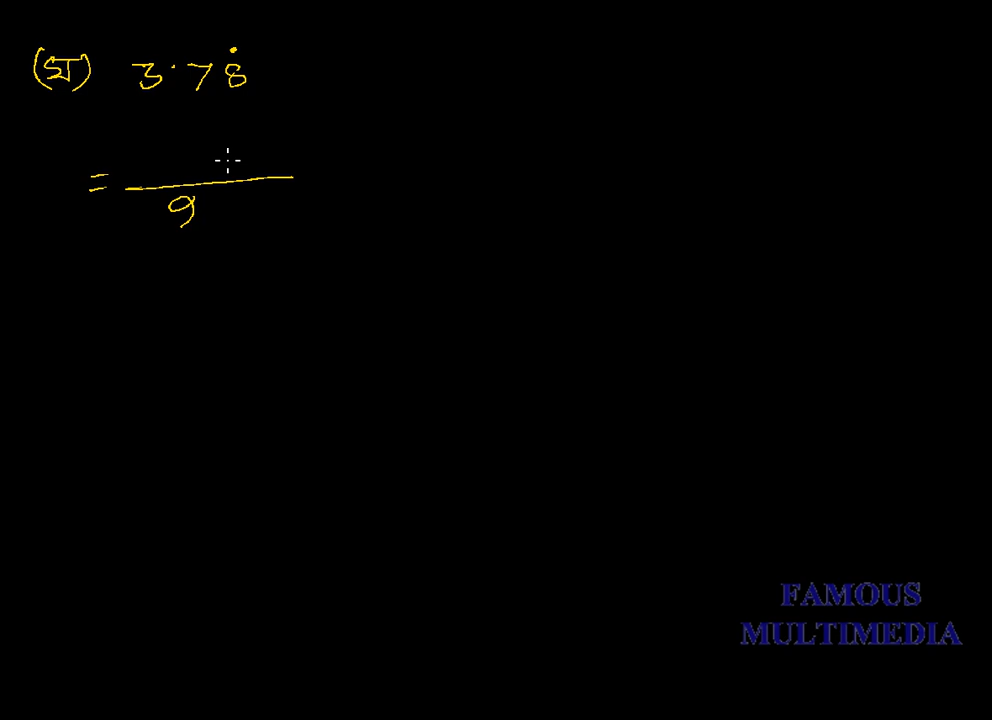 (ঘ) 3.78̇
= ―
9
FAMOUS
MULTIMEDIA